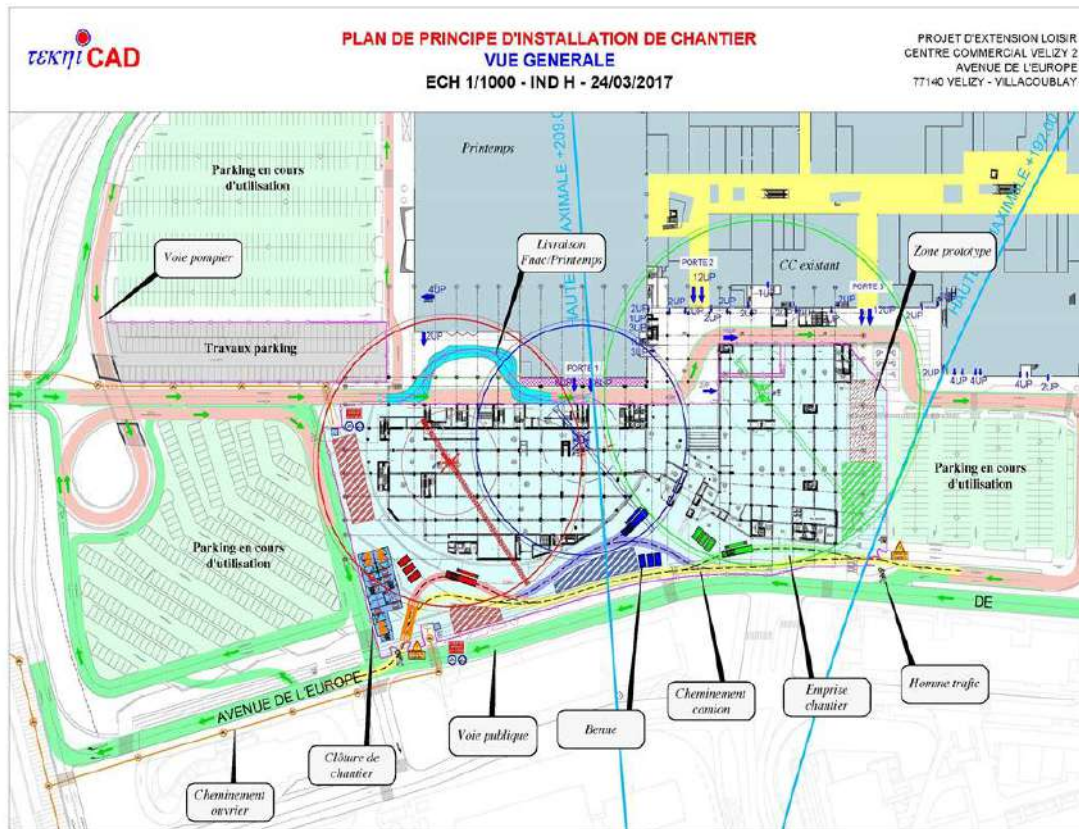 τεκηι CAD
PLAN DE PRINCIPE D'INSTALLATION DE CHANTIER
VUE GENERALE
ECH 1/1000 - IND H - 24/03/2017
PROJET D'EXTENSION LOISIR
CENTRE COMMERCIAL VELIZY 2
AVENUE DE L'EUROPE
77140 VELIZY - VILLACOUBLAY
Parking en cours
d'utilisation
Printemps
Voie pompier
Livraison
Fnac/Printemps
PORTE 2
12UP
CC existant
Zone prototype
PORTE 3
12UP
4UP
2UP
Travaux parking
PORTE 1
Parking en cours
d'utilisation
Parking en cours
d'utilisation
DE
AVENUE DE L'EUROPE
Homme trafic
Emprise
chantier
Cheminement
camion
Benne
Voie publique
Clôture de
chantier
Cheminement
ouvrier